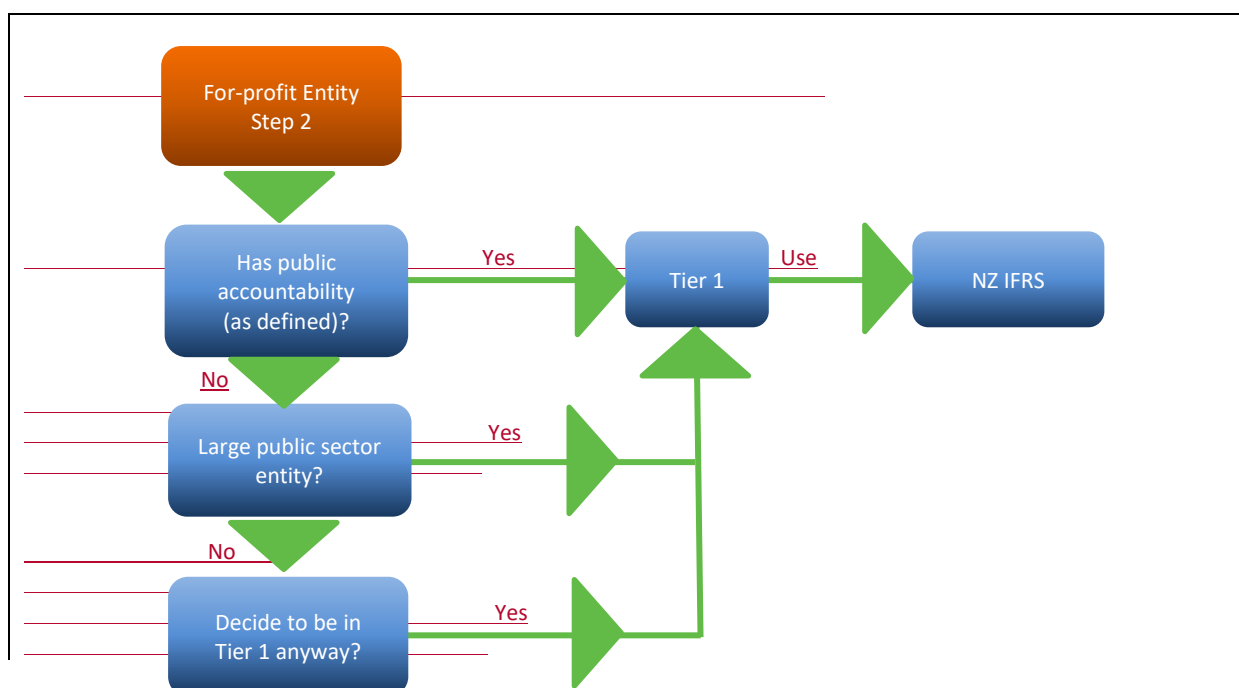 For-profit Entity
Step 2
Has public
accountability
(as defined)?
Yes
Tier 1
Use
NZ IFRS
No
Large public sector
entity?
Yes
No
Decide to be in
Tier 1 anyway?
Yes